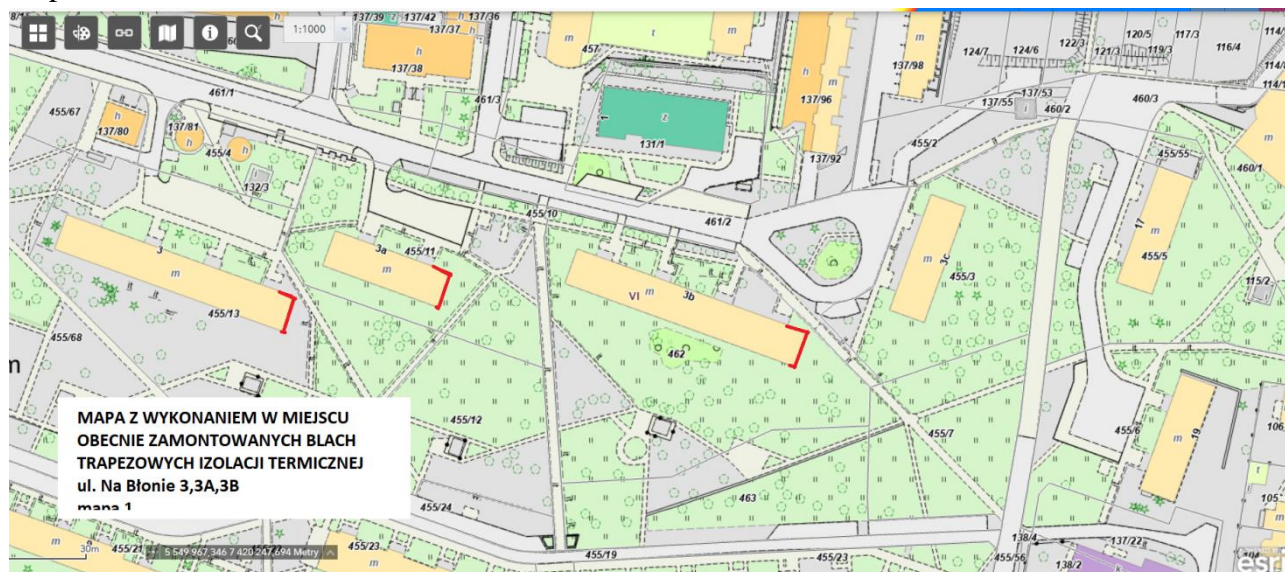 1:1000
137/39
z
137/42
137/36
137/37
h
137/38
h
m
457
t
m
h
m
137/96
m
137/98
124/7
124/6
122/3
120/5
121/3
119/3
117/3
116/4
461/1
461/3
1
z
131/1
137/92
455/2
137/55
137/53
i
460/2
460/3
455/67
h
137/80
137/81
h
455/4
h
132/3
455/10
461/2
455/55
460/1
m
3
m
455/13
3a
455/11
m
VI
m
3b
m
3c
455/3
17
m
455/5
115/2
455/68
m
462
455/12
455/7
455/6
m
19
106
t
105
MAPA Z WYKONANIEM W MIEJSCU
OBECNIE ZAMONTOWANYCH BLACH
TRAPEZOWYCH IZOLACJI TERMICZNEJ
ul. Na Błonie 3,3A,3B
mapa 1
463
455/24
m
30m
455/21
5 549 967,346 7 420 247,694 Metry
455/23
m
455/19
455/23
455/56
138/4
138/2
137/22
104
esri